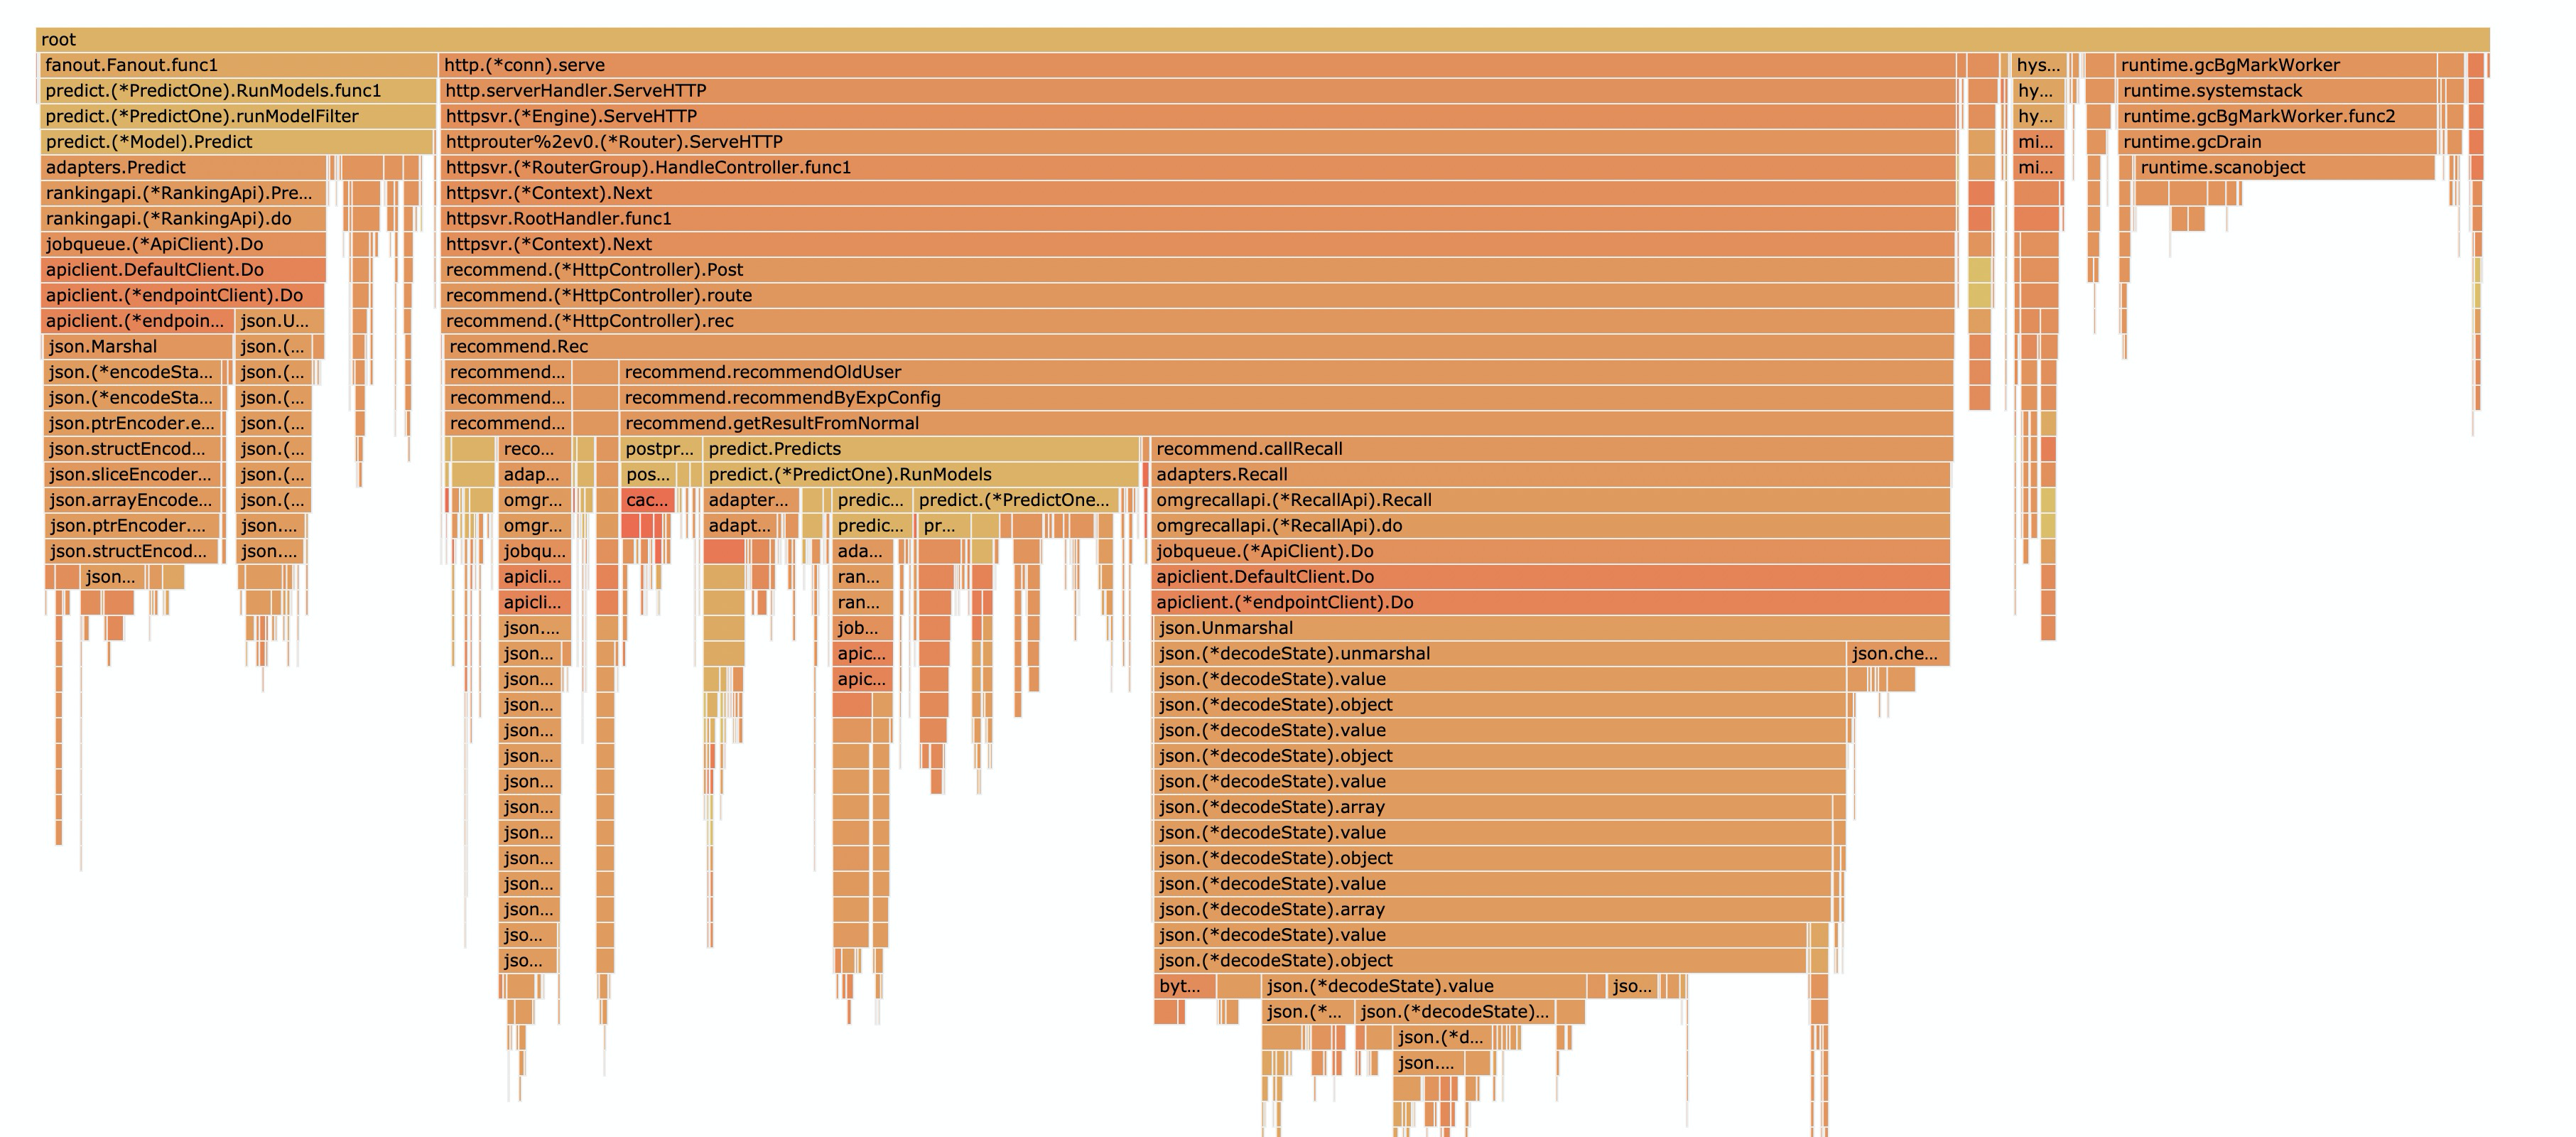 root
fanout.Fanout.func1 http.(*conn).serve hys... runtime.gcBgMarkWorker
predict.(*PredictOne).RunModels.func1 http.serverHandler.ServeHTTP hy... runtime.systemstack
predict.(*PredictOne).runModelFilter httpsvr.(*Engine).ServeHTTP hy... runtime.gcBgMarkWorker.func2
predict.(*Model).Predict httprouter%2ev0.(*Router).ServeHTTP mi... runtime.gcDrain
adapters.Predict httpsvr.(*RouterGroup).HandleController.func1 mi... runtime.scanobject
rankingapi.(*RankingApi).Pre... httpsvr.(*Context).Next
rankingapi.(*RankingApi).do httpsvr.RootHandler.func1
jobqueue.(*ApiClient).Do httpsvr.(*Context).Next
apiclient.DefaultClient.Do recommend.(*HttpController).Post
apiclient.(*endpointClient).Do recommend.(*HttpController).route
apiclient.(*endpoin... json.U... recommend.(*HttpController).rec
json.Marshal json.(... recommend.Rec
json.(*encodeSta... json.(... recommend... recommend.recommendOldUser
json.(*encodeSta... json.(... recommend... recommend.recommendByExpConfig
json.ptrEncoder.e... json.(... recommend... recommend.getResultFromNormal
json.structEncod... json.(... reco... postpr... predict.Predicts recommend.callRecall
json.sliceEncoder... json.(... adap... pos... predict.(*PredictOne).RunModels adapters.Recall
json.arrayEncode... json.(... omgr... cac... adapter... predic... predict.(*PredictOne... omgrecallapi.(*RecallApi).Recall
json.ptrEncoder.... json.... omgr... adapt... predic... pr... omgrecallapi.(*RecallApi).do
json.structEncod... json.... jobqu... ada... jobqueue.(*ApiClient).Do
json... apicli... ran... apiclient.DefaultClient.Do
apicli... ran... apiclient.(*endpointClient).Do
json.... job... json.Unmarshal
json... apic... json.(*decodeState).unmarshal json.che...
json... apic... json.(*decodeState).value
json... json.(*decodeState).object
json... json.(*decodeState).value
json... json.(*decodeState).object
json... json.(*decodeState).value
json... json.(*decodeState).array
json... json.(*decodeState).value
json... json.(*decodeState).object
json... json.(*decodeState).value
json... json.(*decodeState).array
jso... json.(*decodeState).value
jso... json.(*decodeState).object
byt... json.(*decodeState).value jso...
json.(*... json.(*decodeState)...
json.(*d...
json....